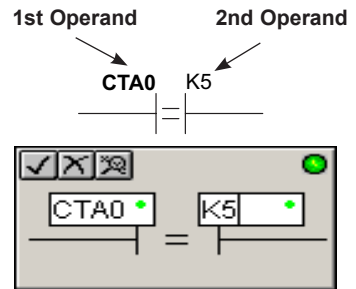 1st Operand 2nd Operand
CTA0 K5
=
CTA0 = K5